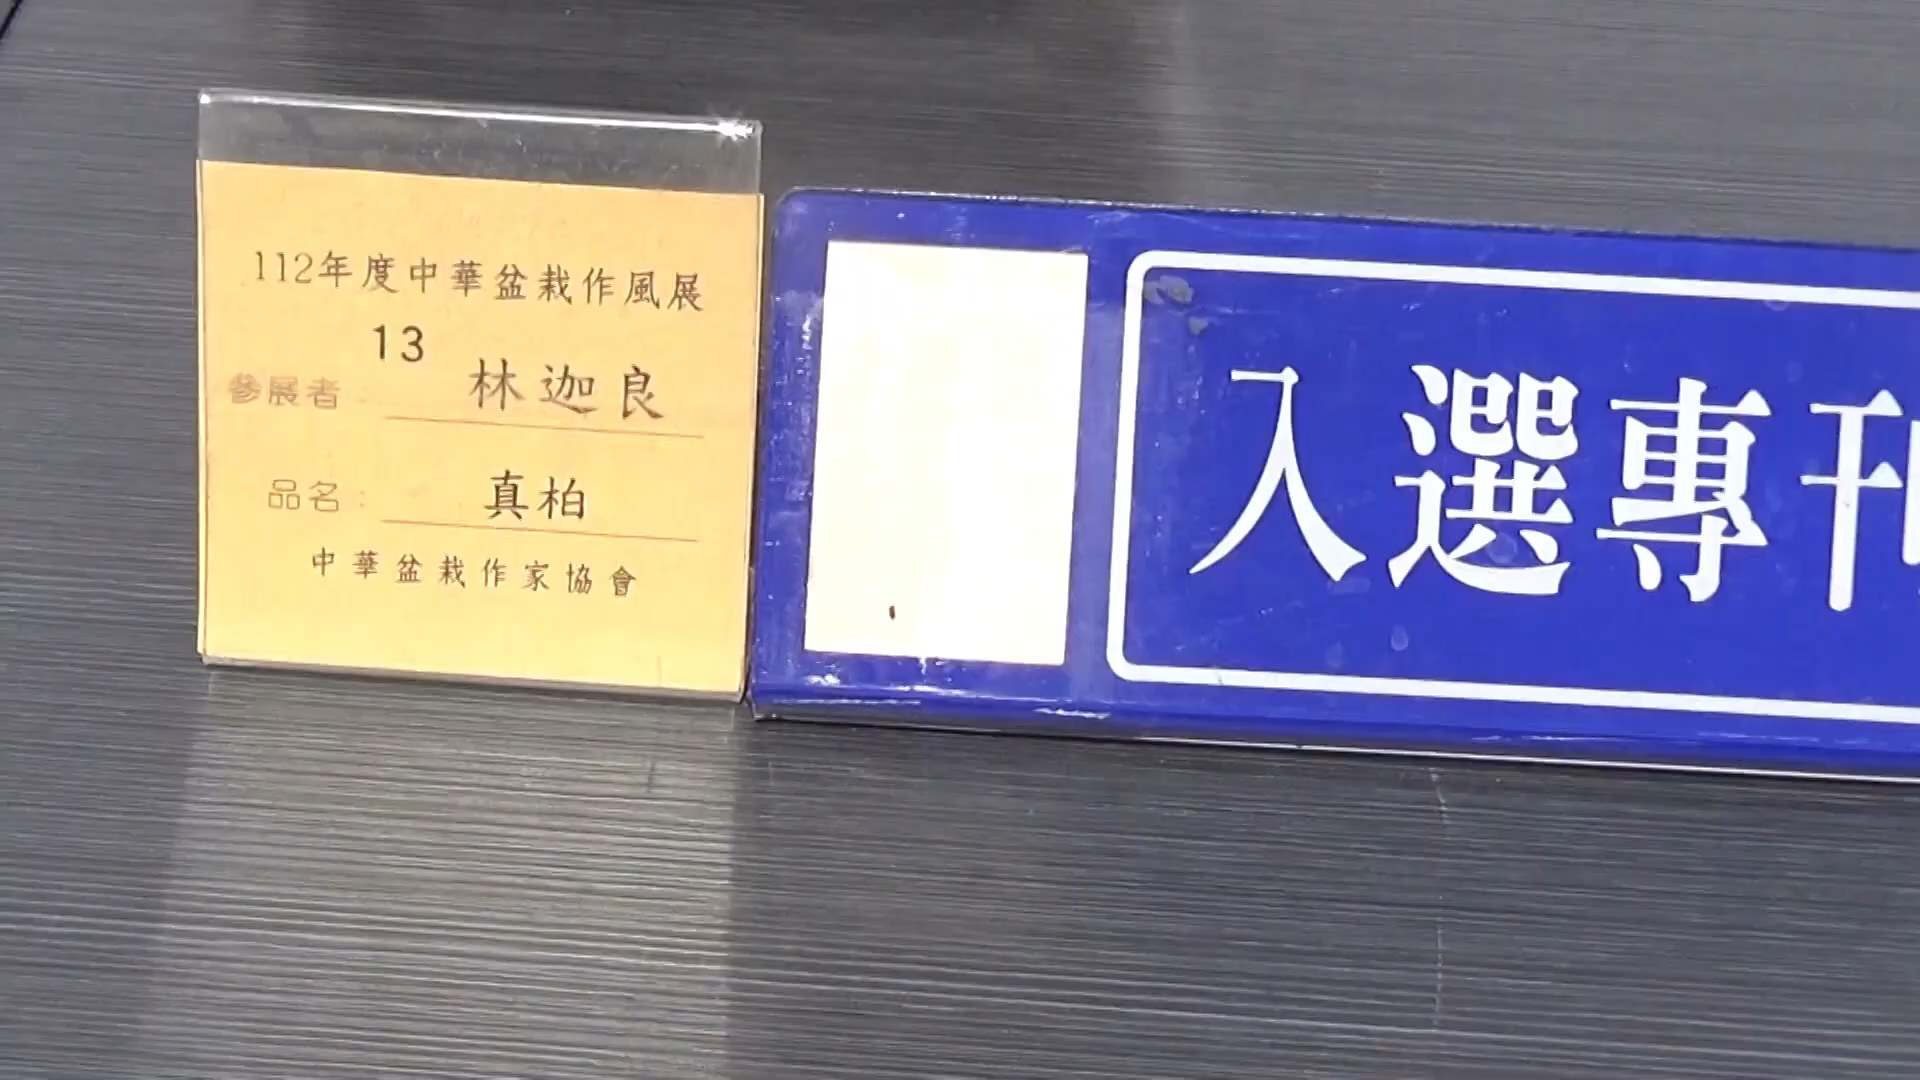 112年度中華盆栽作風展
13
參展者： 林迦良
品名： 真柏
中華盆栽作家協會
入選專刊